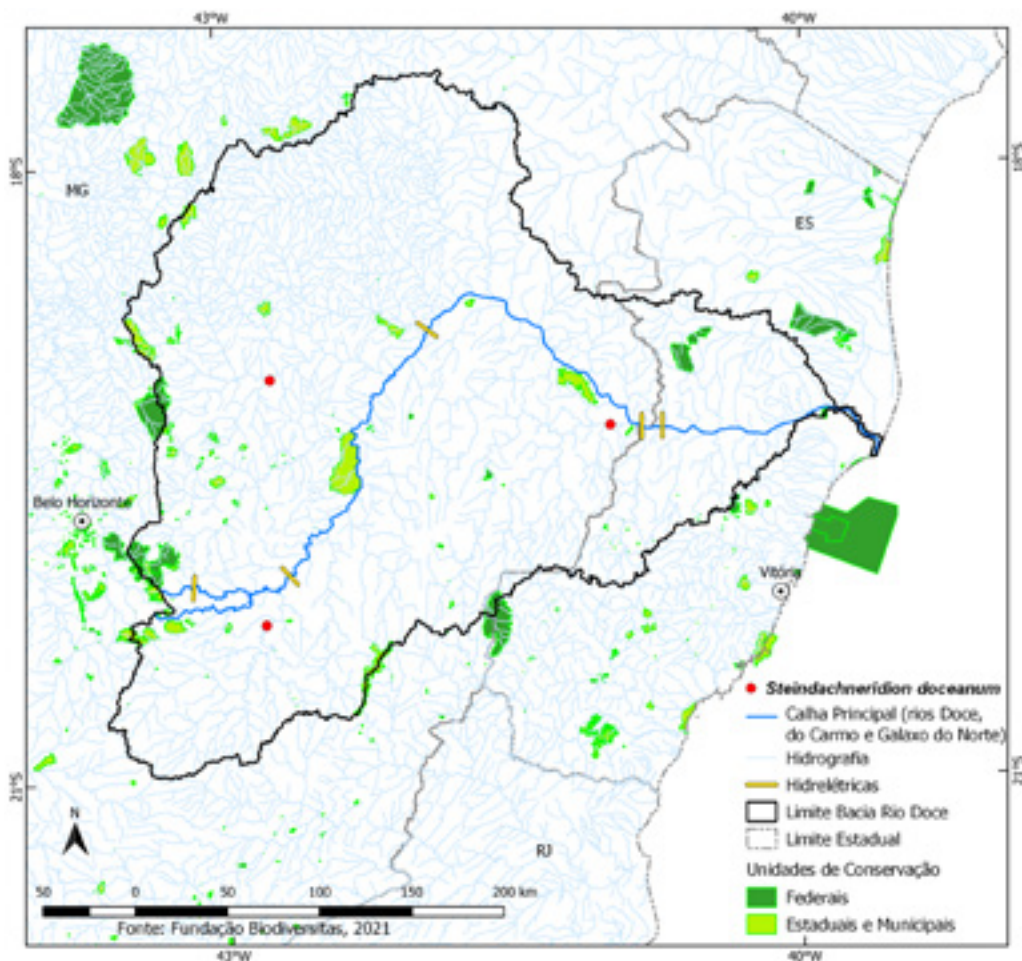 43°W
40°W
18°S
18°S
MG
ES
Belo Horizonte
Vitória
Steindachneridion doceanum
Calha Principal (rios Doce,
do Carmo e Galaxo do Norte)
Hidrografia
Hidrelétricas
Limite Bacia Rio Doce
Limite Estadual
Unidades de Conservação
Federais
Estaduais e Municipais
21°S
21°S
N
RJ
50 0 50 100 150 200 km
Fonte: Fundação Biodiversitas, 2021
43°W
40°W